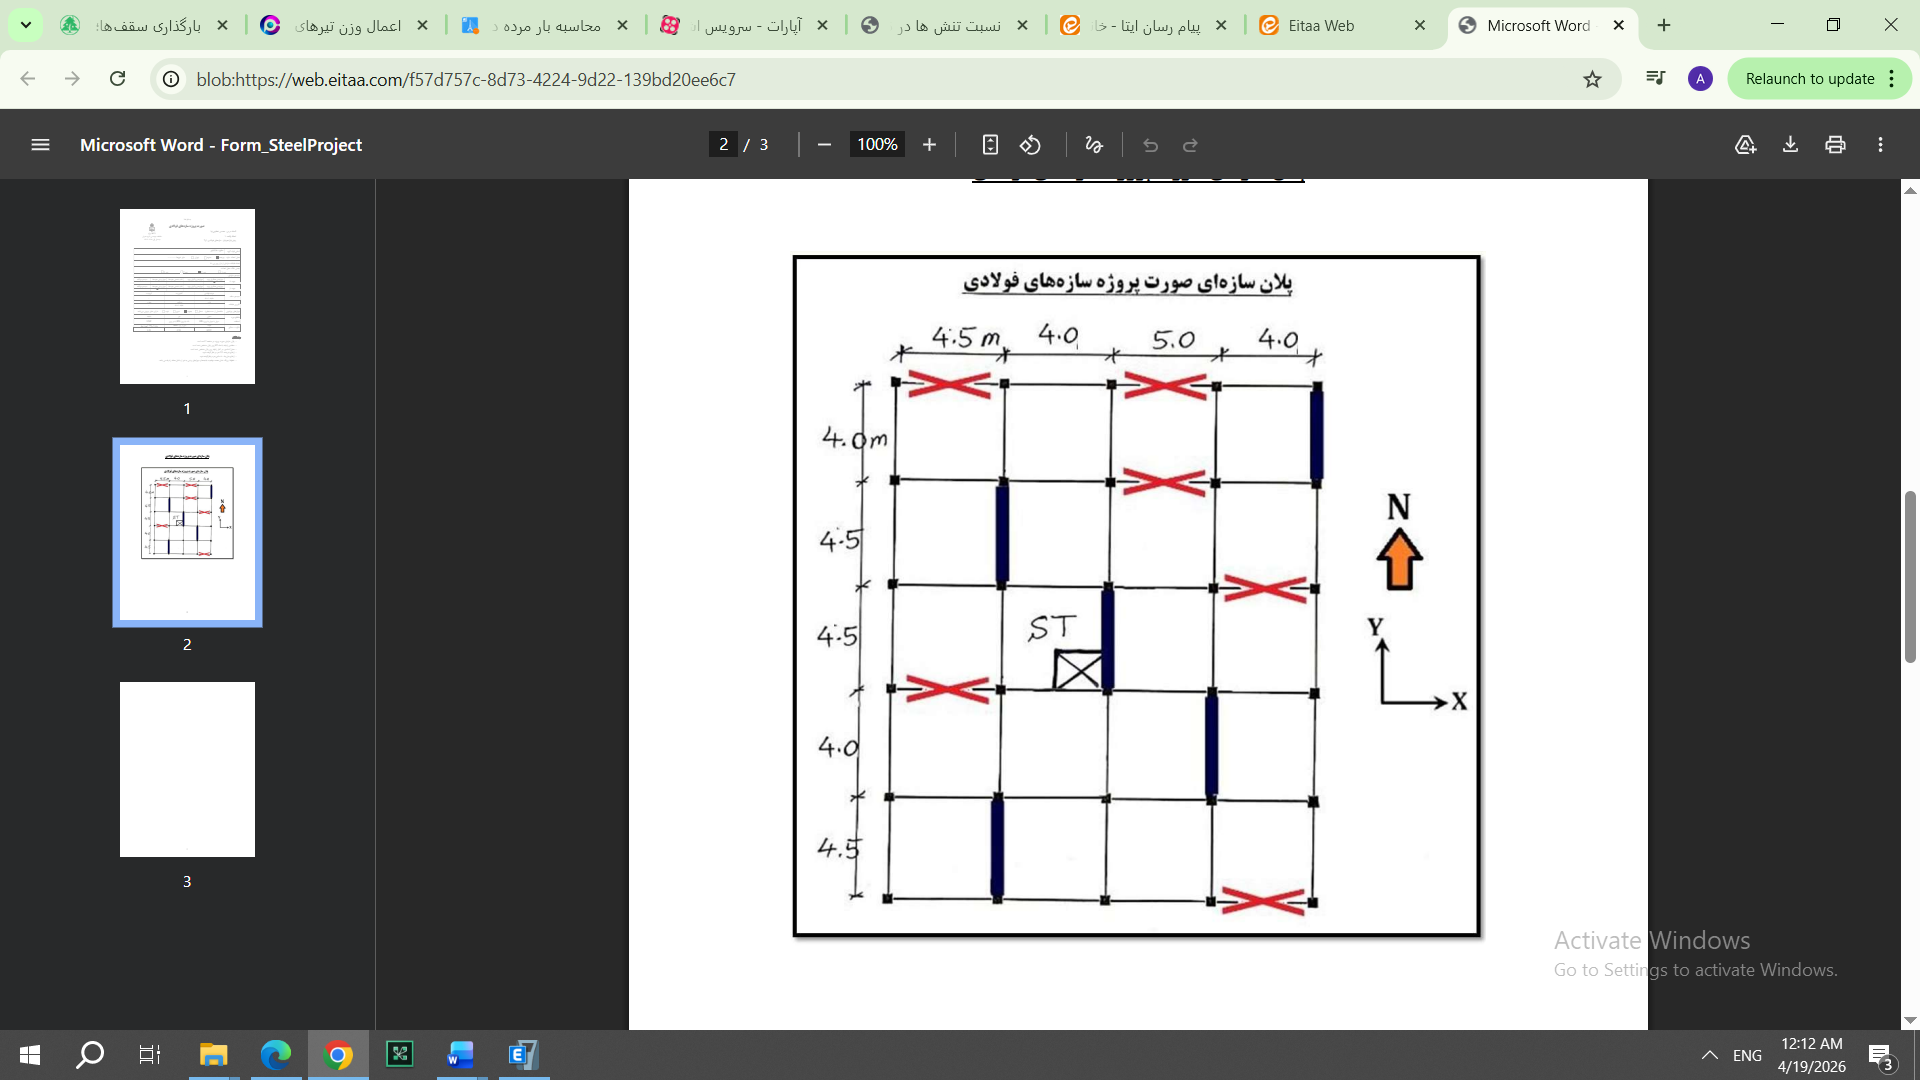 بارگذاری سقف‌ها؛
اعمال وزن تیرهای
محاسبه بار مرده د
آپارات - سرویس اش
نسبت تنش ها در
پیام رسان ایتا - خا
Eitaa Web
Microsoft Word
blob:https://web.eitaa.com/f57d757c-8d73-4224-9d22-139bd20ee6c7
A
Relaunch to update
Microsoft Word - Form_SteelProject
2 / 3
100%
1
2
3
پلان سازه‌ای صورت پروژه سازه‌های فولادی
4.5 m 4.0 5.0 4.0
4.0m
4.5
4.5
4.0
4.5
ST
N
Y
X
Activate Windows
Go to Settings to activate Windows.
ENG
12:12 AM
4/19/2026
3